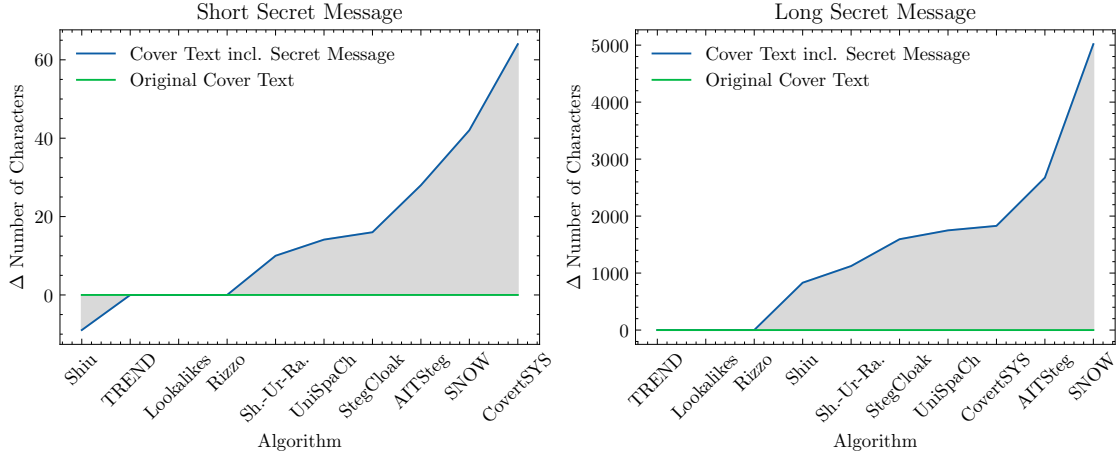 Short Secret Message
Cover Text incl. Secret Message
Original Cover Text
Δ Number of Characters
60
40
20
0
Shiu
TREND
Lookalikes
Rizzo
Sh.-Ur-Ra.
UniSpaCh
StegCloak
AITSteg
SNOW
CovertSYS
Algorithm
Long Secret Message
Cover Text incl. Secret Message
Original Cover Text
Δ Number of Characters
5000
4000
3000
2000
1000
0
TREND
Lookalikes
Rizzo
Shiu
Sh.-Ur-Ra.
StegCloak
UniSpaCh
CovertSYS
AITSteg
SNOW
Algorithm